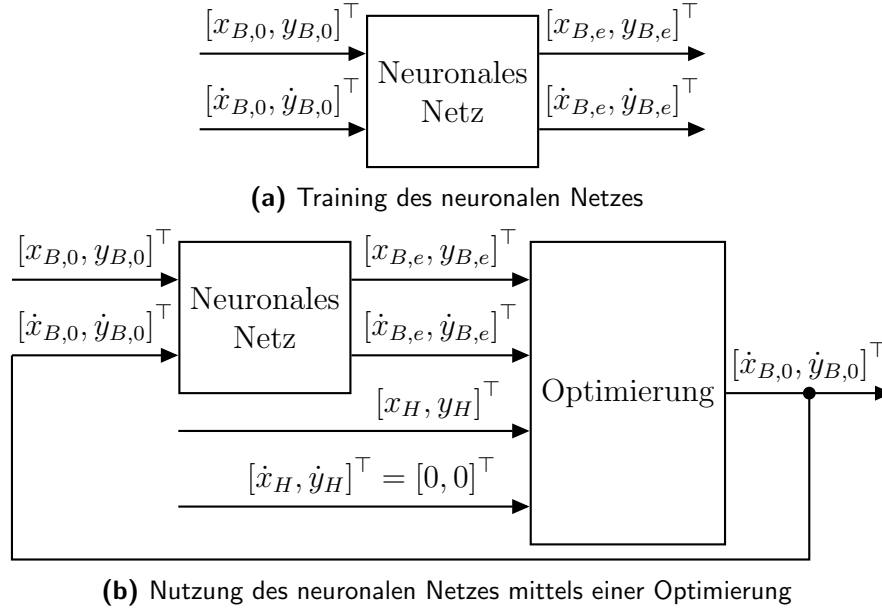 [x_{B,0}, y_{B,0}]^⊤ [x_{B,e}, y_{B,e}]^⊤
Neuronales
[ẋ_{B,0}, ẏ_{B,0}]^⊤ [ẋ_{B,e}, ẏ_{B,e}]^⊤
Netz
(a) Training des neuronalen Netzes
[x_{B,0}, y_{B,0}]^⊤ [x_{B,e}, y_{B,e}]^⊤
Neuronales
[ẋ_{B,0}, ẏ_{B,0}]^⊤ [ẋ_{B,e}, ẏ_{B,e}]^⊤
Netz
[ẋ_{B,0}, ẏ_{B,0}]^⊤
[x_H, y_H]^⊤
Optimierung
[ẋ_H, ẏ_H]^⊤ = [0, 0]^⊤
(b) Nutzung des neuronalen Netzes mittels einer Optimierung